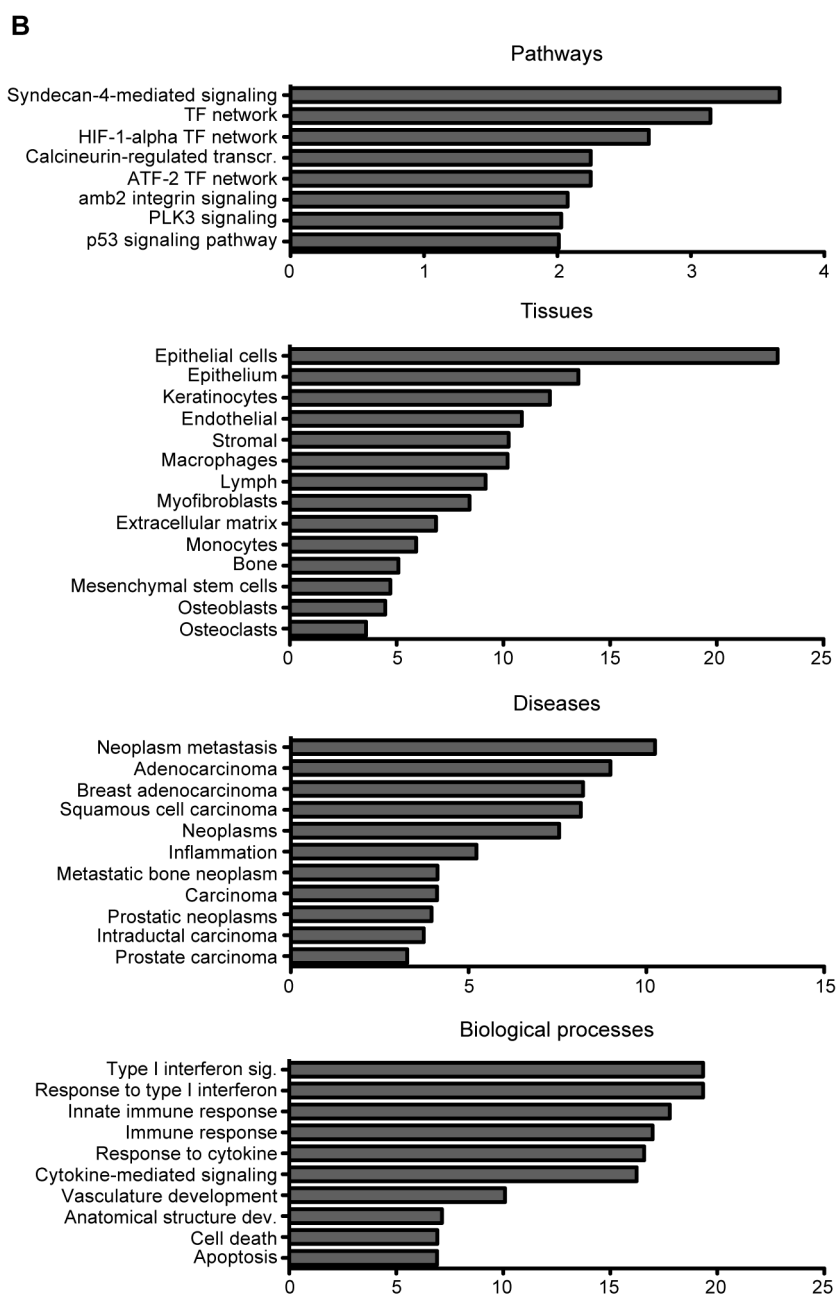 B
Pathways
Syndecan-4-mediated signaling
TF network
HIF-1-alpha TF network
Calcineurin-regulated transcr.
ATF-2 TF network
amb2 integrin signaling
PLK3 signaling
p53 signaling pathway
0 1 2 3 4
Tissues
Epithelial cells
Epithelium
Keratinocytes
Endothelial
Stromal
Macrophages
Lymph
Myofibroblasts
Extracellular matrix
Monocytes
Bone
Mesenchymal stem cells
Osteoblasts
Osteoclasts
0 5 10 15 20 25
Diseases
Neoplasm metastasis
Adenocarcinoma
Breast adenocarcinoma
Squamous cell carcinoma
Neoplasms
Inflammation
Metastatic bone neoplasm
Carcinoma
Prostatic neoplasms
Intraductal carcinoma
Prostate carcinoma
0 5 10 15
Biological processes
Type I interferon sig.
Response to type I interferon
Innate immune response
Immune response
Response to cytokine
Cytokine-mediated signaling
Vasculature development
Anatomical structure dev.
Cell death
Apoptosis
0 5 10 15 20 25